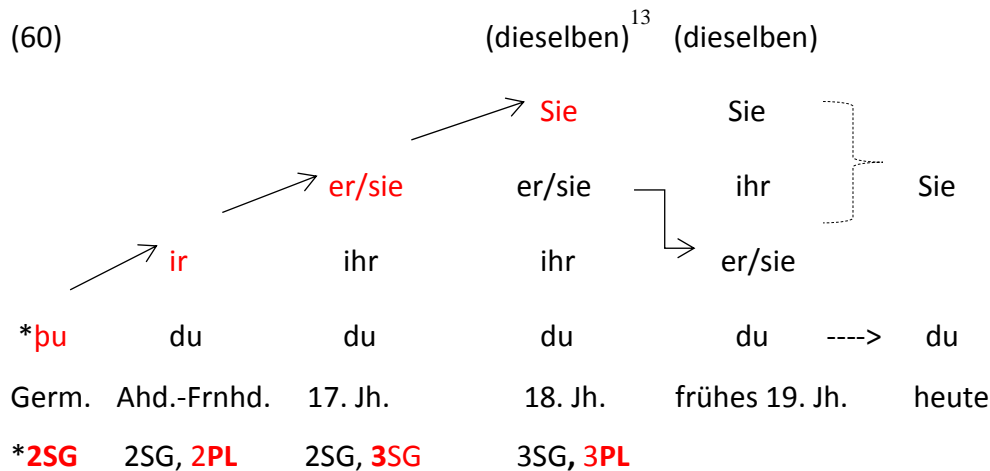 (60) (dieselben)13 (dieselben)
Sie Sie
er/sie er/sie ihr Sie
ir ihr ihr er/sie
*þu du du du du ----> du
Germ. Ahd.-Frnhd. 17. Jh. 18. Jh. frühes 19. Jh. heute
*2SG 2SG, 2PL 2SG, 3SG 3SG, 3PL